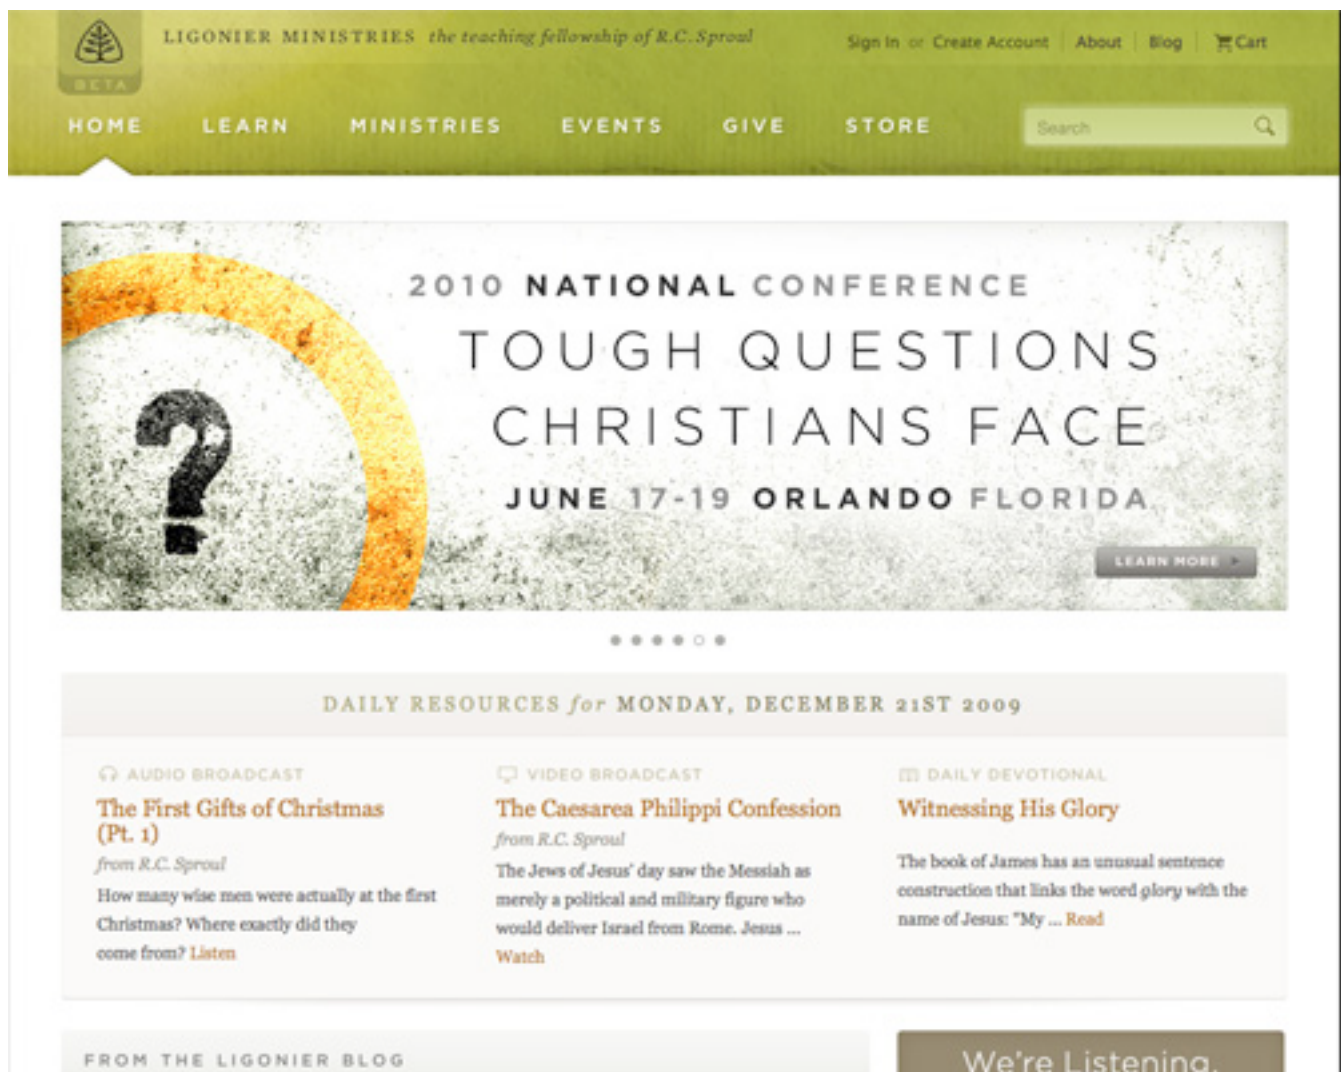 LIGONIER MINISTRIES the teaching fellowship of R.C. Sproul
Sign In or Create Account About Blog Cart
BETA
HOME LEARN MINISTRIES EVENTS GIVE STORE
Search
2010 NATIONAL CONFERENCE
TOUGH QUESTIONS
CHRISTIANS FACE
JUNE 17-19 ORLANDO FLORIDA
LEARN MORE
DAILY RESOURCES for MONDAY, DECEMBER 21ST 2009
AUDIO BROADCAST
The First Gifts of Christmas
(Pt. 1)
from R.C. Sproul
How many wise men were actually at the first
Christmas? Where exactly did they
come from? Listen
VIDEO BROADCAST
The Caesarea Philippi Confession
from R.C. Sproul
The Jews of Jesus' day saw the Messiah as
merely a political and military figure who
would deliver Israel from Rome. Jesus ...
Watch
DAILY DEVOTIONAL
Witnessing His Glory
The book of James has an unusual sentence
construction that links the word glory with the
name of Jesus: "My ... Read
FROM THE LIGONIER BLOG
We're Listening.